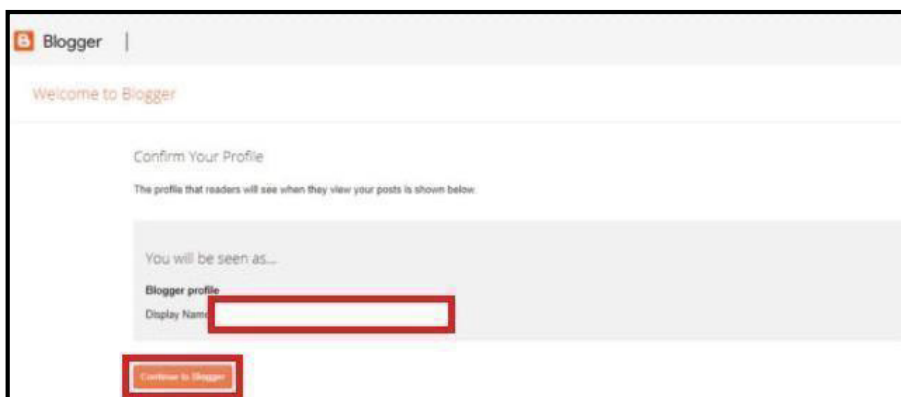 Blogger
Welcome to Blogger
Confirm Your Profile
The profile that readers will see when they view your posts is shown below.
You will be seen as...
Blogger profile
Display Name
Continue to Blogger